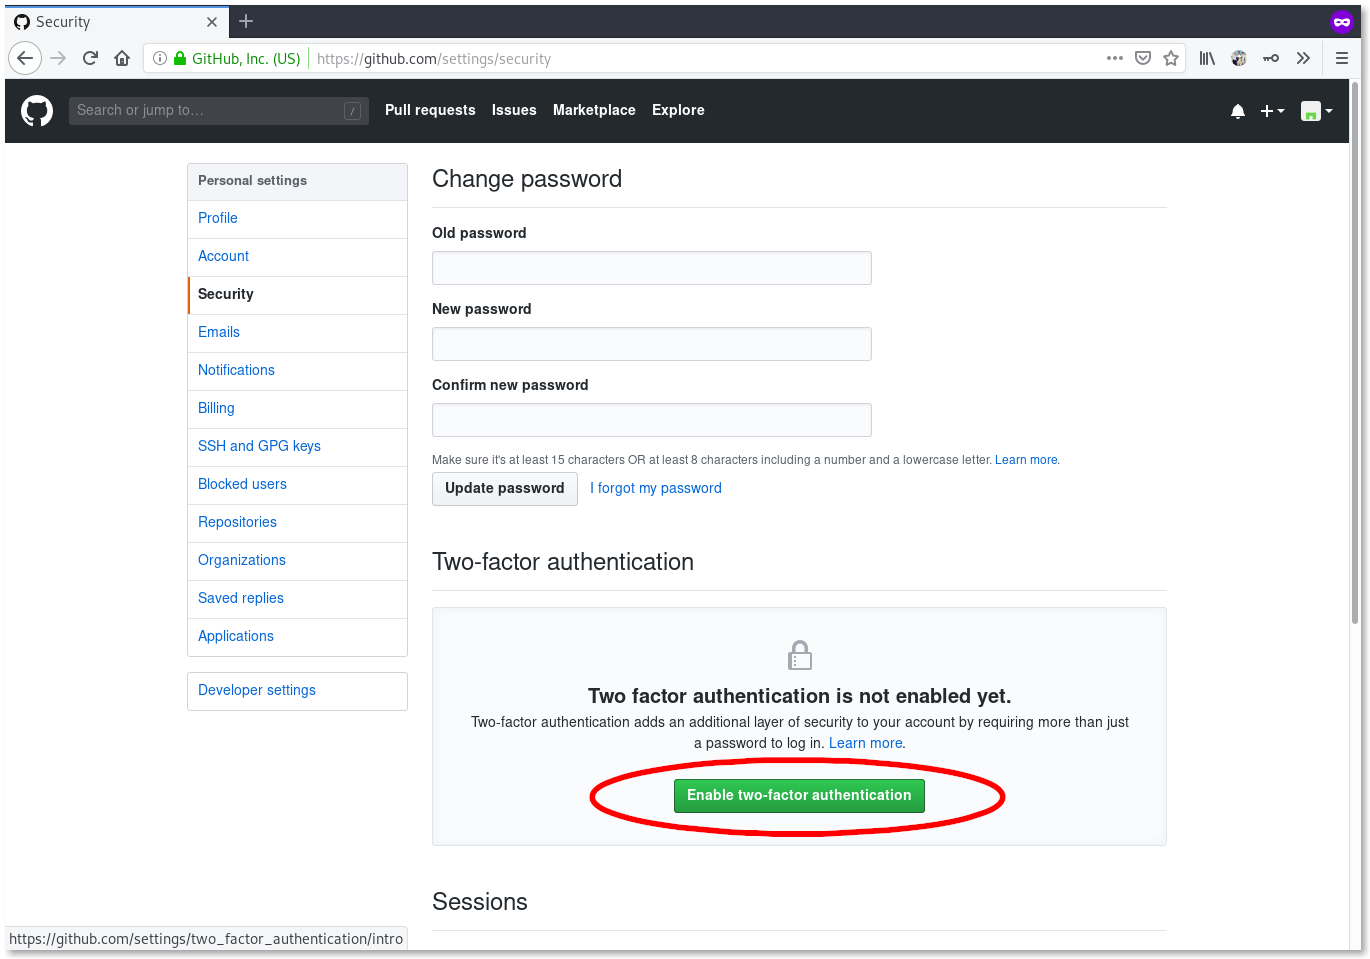 Security
GitHub, Inc. (US)
https://github.com/settings/security
Search or jump to…
/
Pull requests
Issues
Marketplace
Explore
Personal settings
Profile
Account
Security
Emails
Notifications
Billing
SSH and GPG keys
Blocked users
Repositories
Organizations
Saved replies
Applications
Developer settings
Change password
Old password
New password
Confirm new password
Make sure it's at least 15 characters OR at least 8 characters including a number and a lowercase letter. Learn more.
Update password
I forgot my password
Two-factor authentication
Two factor authentication is not enabled yet.
Two-factor authentication adds an additional layer of security to your account by requiring more than just
a password to log in. Learn more.
Enable two-factor authentication
Sessions
https://github.com/settings/two_factor_authentication/intro